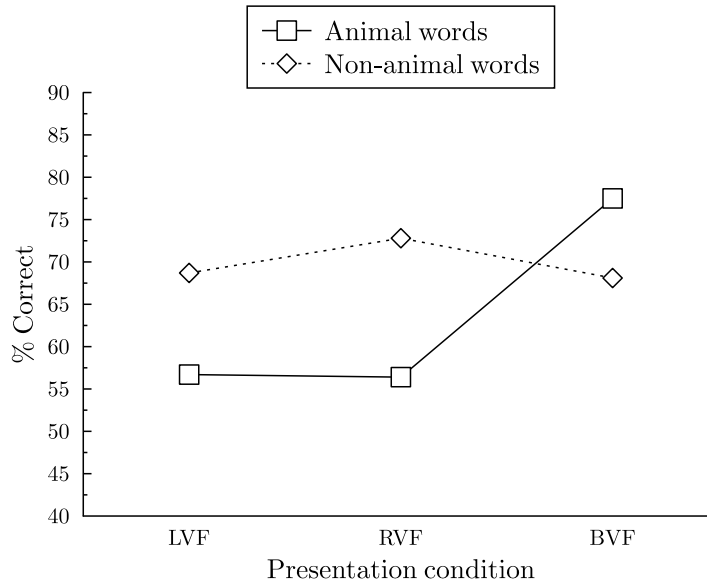 Animal words
Non-animal words
90
85
80
75
70
65
60
55
50
45
40
% Correct
LVF RVF BVF
Presentation condition